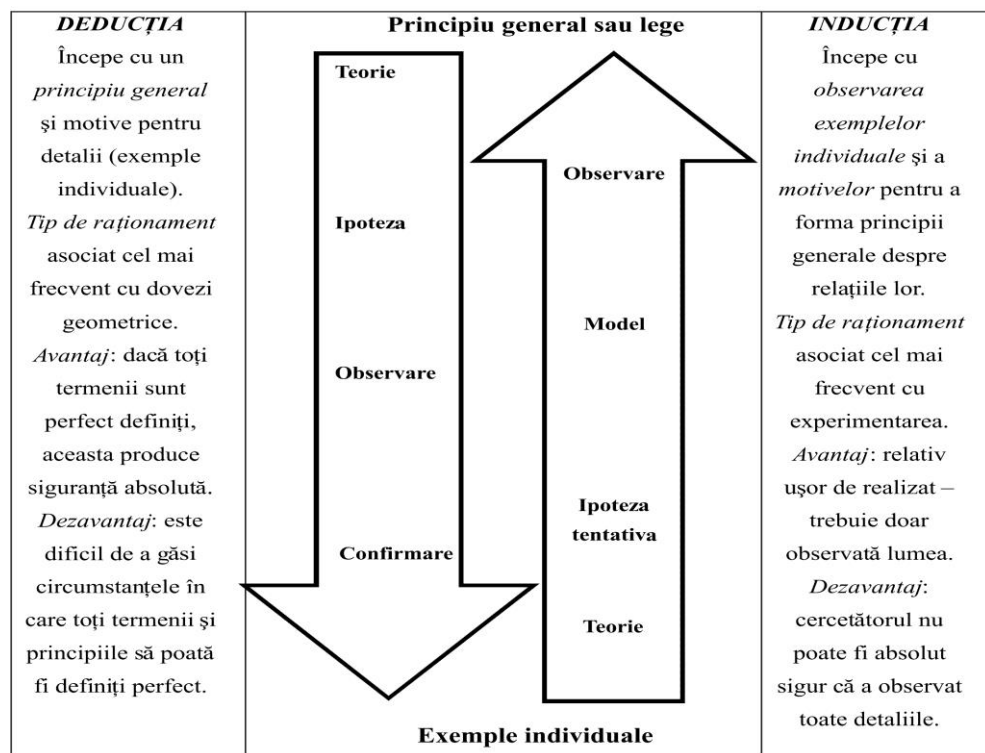 DEDUCȚIA
Începe cu un
principiu general
și motive pentru
detalii (exemple
individuale).
Tip de raționament
asociat cel mai
frecvent cu dovezi
geometrice.
Avantaj: dacă toți
termenii sunt
perfect definiți,
aceasta produce
siguranță absolută.
Dezavantaj: este
dificil de a găsi
circumstanțele în
care toți termenii și
principiile să poată
fi definiți perfect.
Principiu general sau lege
Teorie
Ipoteza
Observare
Confirmare
Observare
Model
Ipoteza
tentativa
Teorie
Exemple individuale
INDUCȚIA
Începe cu
observarea
exemplelor
individuale și a
motivelor pentru a
forma principii
generale despre
relațiile lor.
Tip de raționament
asociat cel mai
frecvent cu
experimentarea.
Avantaj: relativ
ușor de realizat –
trebuie doar
observată lumea.
Dezavantaj:
cercetătorul nu
poate fi absolut
sigur că a observat
toate detaliile.